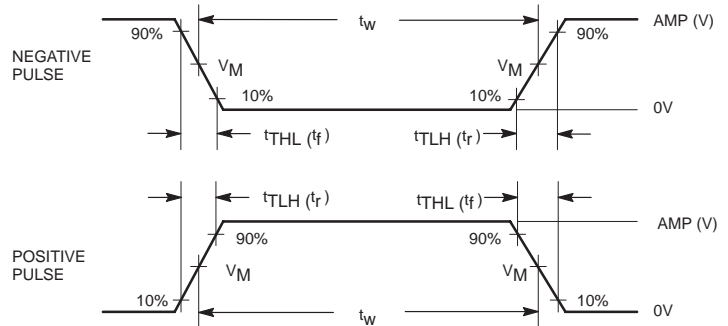 90%
tW
90%
AMP (V)
NEGATIVE
PULSE
VM
VM
10%
10%
0V
tTHL (tf)
tTLH (tr)
tTLH (tr)
tTHL (tf)
AMP (V)
90%
90%
POSITIVE
PULSE
VM
VM
10%
tW
10%
0V